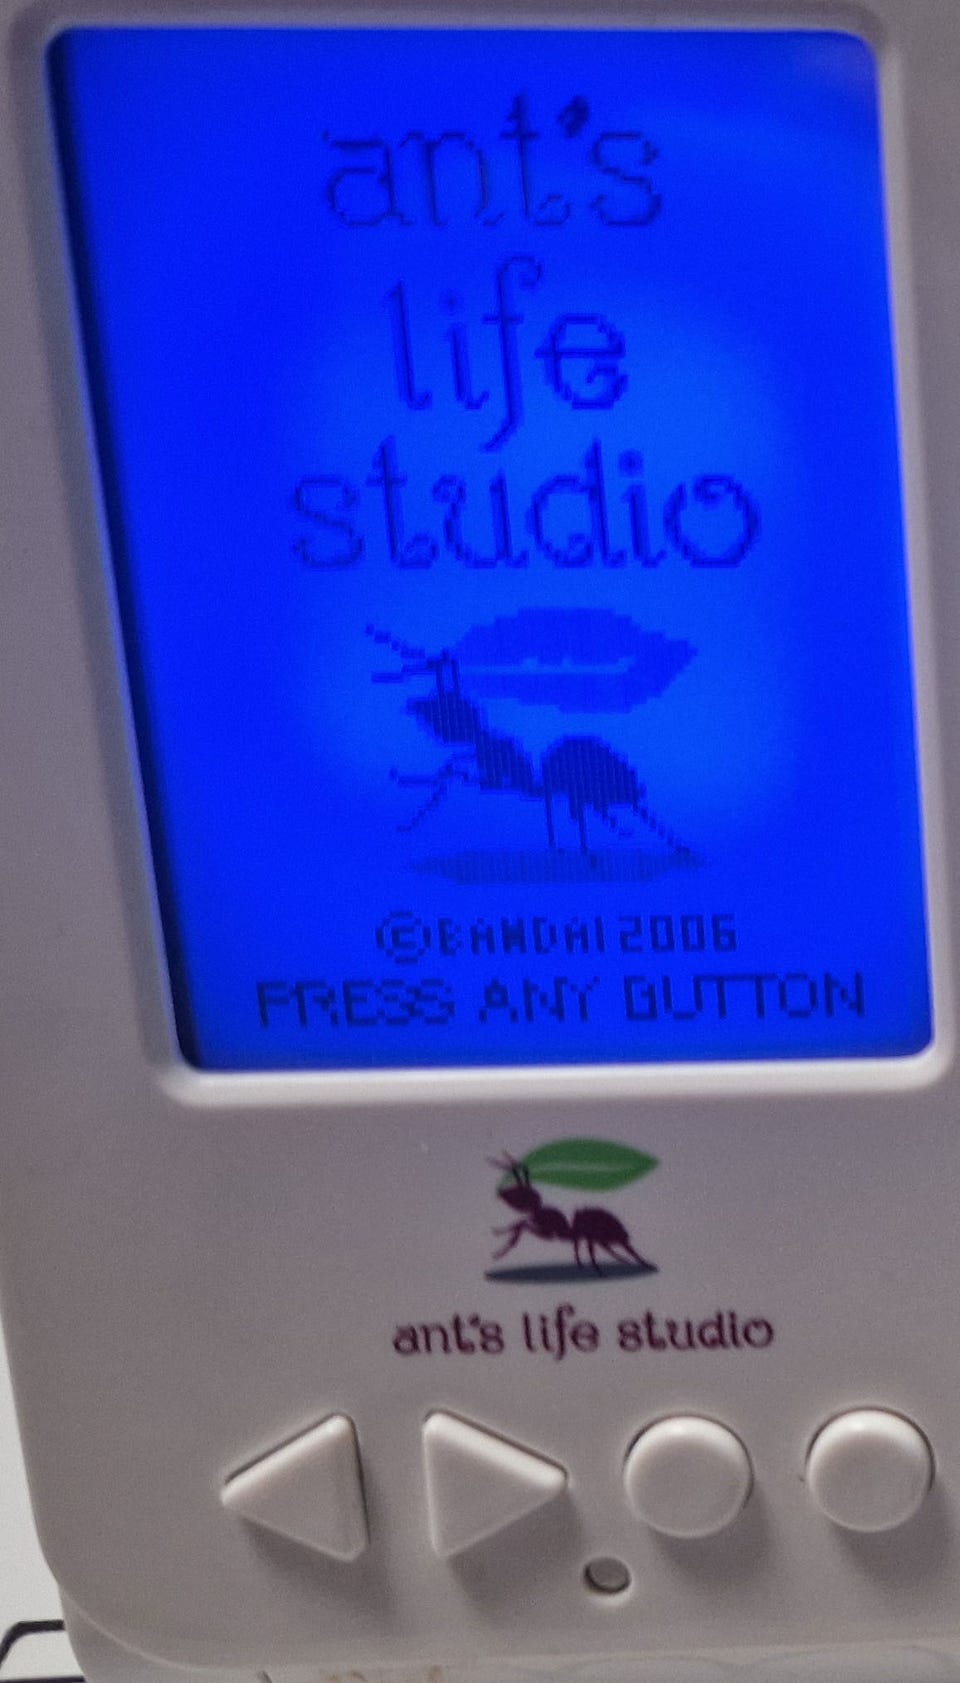 ant's
life
studio
©BANDAI 2006
PRESS ANY BUTTON
ant's life studio